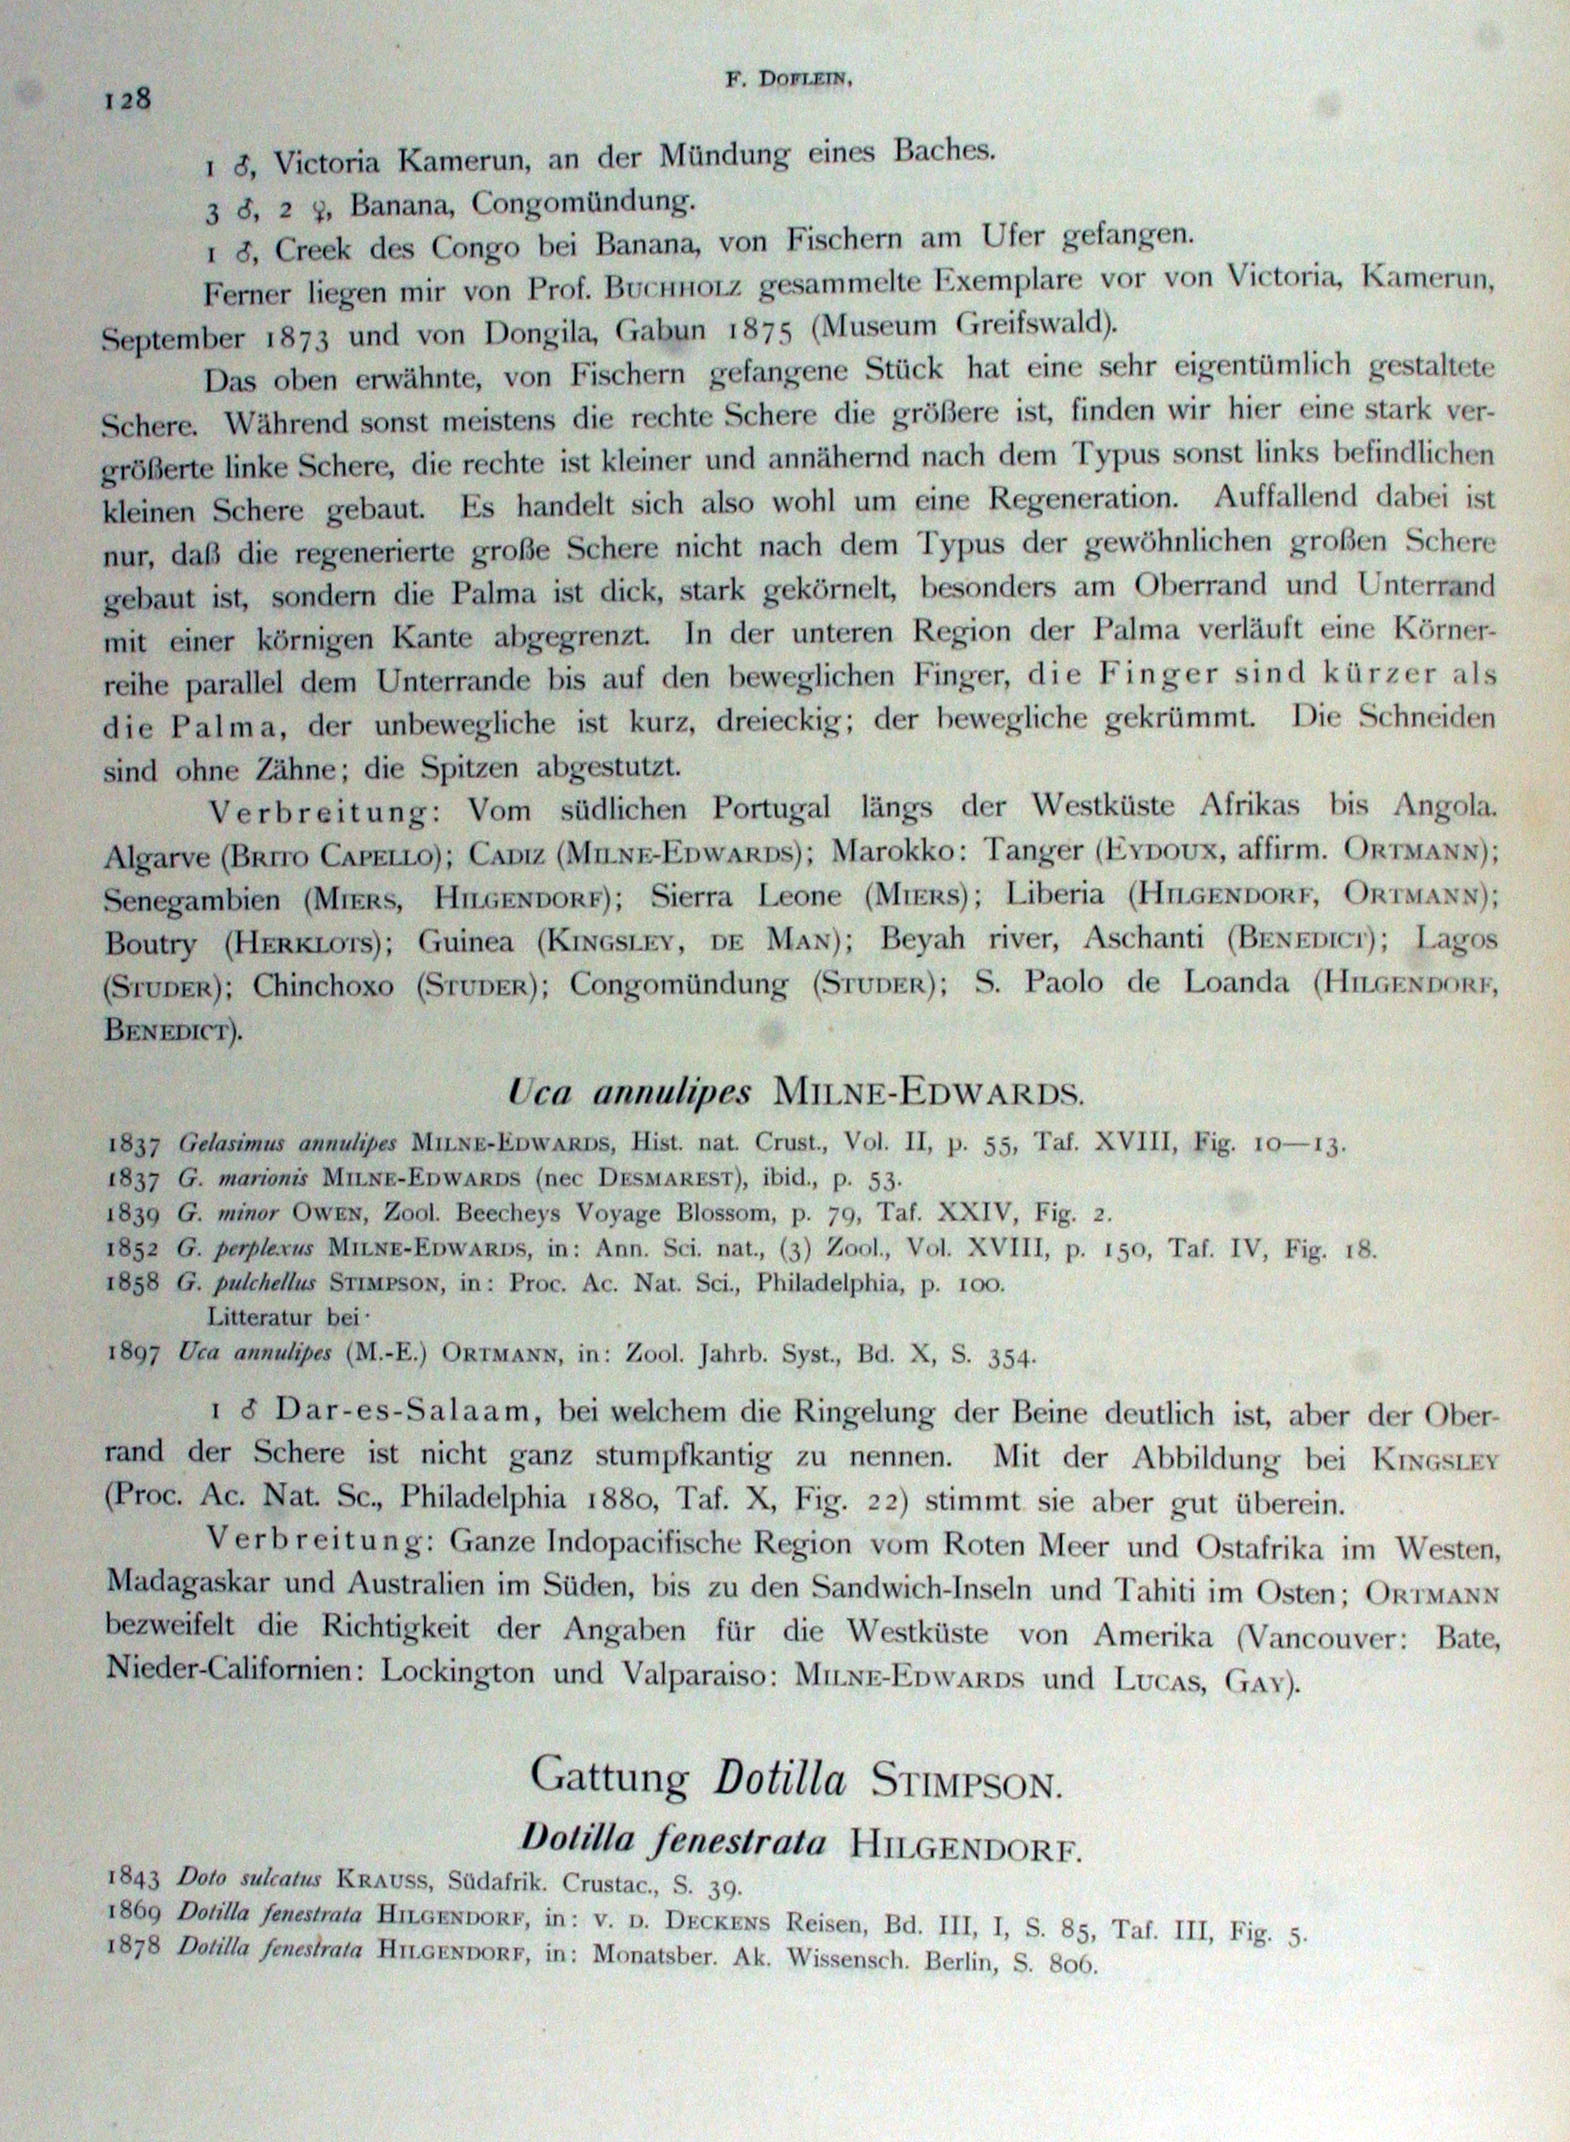 F. DOFLEIN,
128
1 ♂, Victoria Kamerun, an der Mündung eines Baches.
3 ♂, 2 ♀, Banana, Congomündung.
1 ♂, Creek des Congo bei Banana, von Fischern am Ufer gefangen.
Ferner liegen mir von Prof. BUCHHOLZ gesammelte Exemplare vor von Victoria, Kamerun,
September 1873 und von Dongila, Gabun 1875 (Museum Greifswald).
Das oben erwähnte, von Fischern gefangene Stück hat eine sehr eigentümlich gestaltete
Schere. Während sonst meistens die rechte Schere die größere ist, finden wir hier eine stark ver-
größerte linke Schere, die rechte ist kleiner und annähernd nach dem Typus sonst links befindlichen
kleinen Schere gebaut. Es handelt sich also wohl um eine Regeneration. Auffallend dabei ist
nur, daß die regenerierte große Schere nicht nach dem Typus der gewöhnlichen großen Schere
gebaut ist, sondern die Palma ist dick, stark gekörnelt, besonders am Oberrand und Unterrand
mit einer körnigen Kante abgegrenzt. In der unteren Region der Palma verläuft eine Körner-
reihe parallel dem Unterrande bis auf den beweglichen Finger, die Finger sind kürzer als
die Palma, der unbewegliche ist kurz, dreieckig; der bewegliche gekrümmt. Die Schneiden
sind ohne Zähne; die Spitzen abgestutzt.
Verbreitung: Vom südlichen Portugal längs der Westküste Afrikas bis Angola.
Algarve (BRITO CAPELLO); CADIZ (MILNE-EDWARDS); Marokko: Tanger (EYDOUX, affirm. ORTMANN);
Senegambien (MIERS, HILGENDORF); Sierra Leone (MIERS); Liberia (HILGENDORF, ORTMANN);
Boutry (HERKLOTS); Guinea (KINGSLEY, DE MAN); Beyah river, Aschanti (BENEDICT); Lagos
(STUDER); Chinchoxo (STUDER); Congomündung (STUDER); S. Paolo de Loanda (HILGENDORF,
BENEDICT).
Uca annulipes MILNE-EDWARDS.
1837 Gelasimus annulipes MILNE-EDWARDS, Hist. nat. Crust., Vol. II, p. 55, Taf. XVIII, Fig. 10—13.
1837 G. marionis MILNE-EDWARDS (nec DESMAREST), ibid., p. 53.
1839 G. minor OWEN, Zool. Beecheys Voyage Blossom, p. 79, Taf. XXIV, Fig. 2.
1852 G. perplexus MILNE-EDWARDS, in: Ann. Sci. nat., (3) Zool., Vol. XVIII, p. 150, Taf. IV, Fig. 18.
1858 G. pulchellus STIMPSON, in: Proc. Ac. Nat. Sci., Philadelphia, p. 100.
Litteratur bei·
1897 Uca annulipes (M.-E.) ORTMANN, in: Zool. Jahrb. Syst., Bd. X, S. 354.
1 ♂ Dar-es-Salaam, bei welchem die Ringelung der Beine deutlich ist, aber der Ober-
rand der Schere ist nicht ganz stumpfkantig zu nennen. Mit der Abbildung bei KINGSLEY
(Proc. Ac. Nat. Sc., Philadelphia 1880, Taf. X, Fig. 22) stimmt sie aber gut überein.
Verbreitung: Ganze Indopacifische Region vom Roten Meer und Ostafrika im Westen,
Madagaskar und Australien im Süden, bis zu den Sandwich-Inseln und Tahiti im Osten; ORTMANN
bezweifelt die Richtigkeit der Angaben für die Westküste von Amerika (Vancouver: Bate,
Nieder-Californien: Lockington und Valparaiso: MILNE-EDWARDS und LUCAS, GAY).
Gattung Dotilla STIMPSON.
Dotilla fenestrata HILGENDORF.
1843 Doto sulcatus KRAUSS, Südafrik. Crustac., S. 39.
1869 Dotilla fenestrata HILGENDORF, in: V. D. DECKENS Reisen, Bd. III, I, S. 85, Taf. III, Fig. 5.
1878 Dotilla fenestrata HILGENDORF, in: Monatsber. Ak. Wissensch. Berlin, S. 806.